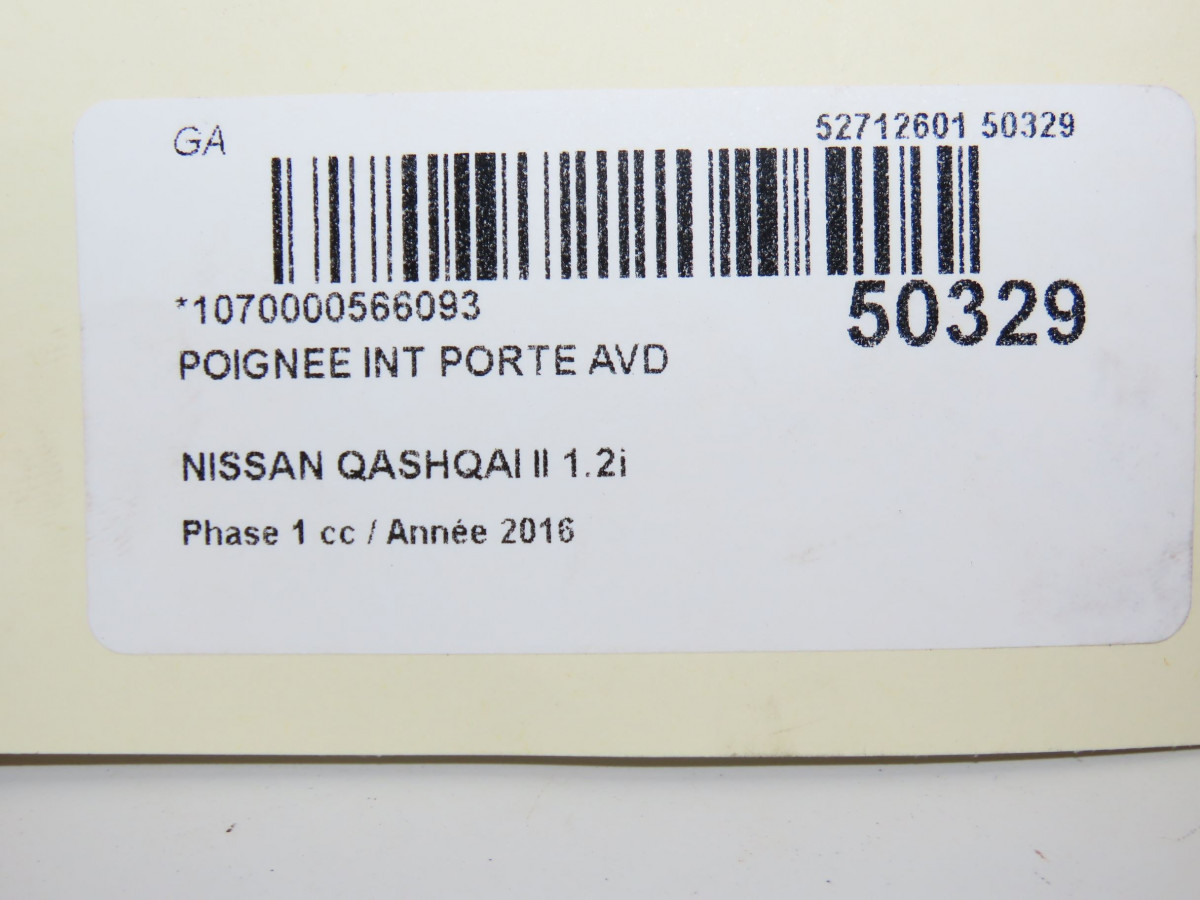 GA
52712601 50329
*1070000566093
50329
POIGNEE INT PORTE AVD
NISSAN QASHQAI II 1.2i
Phase 1 cc / Année 2016